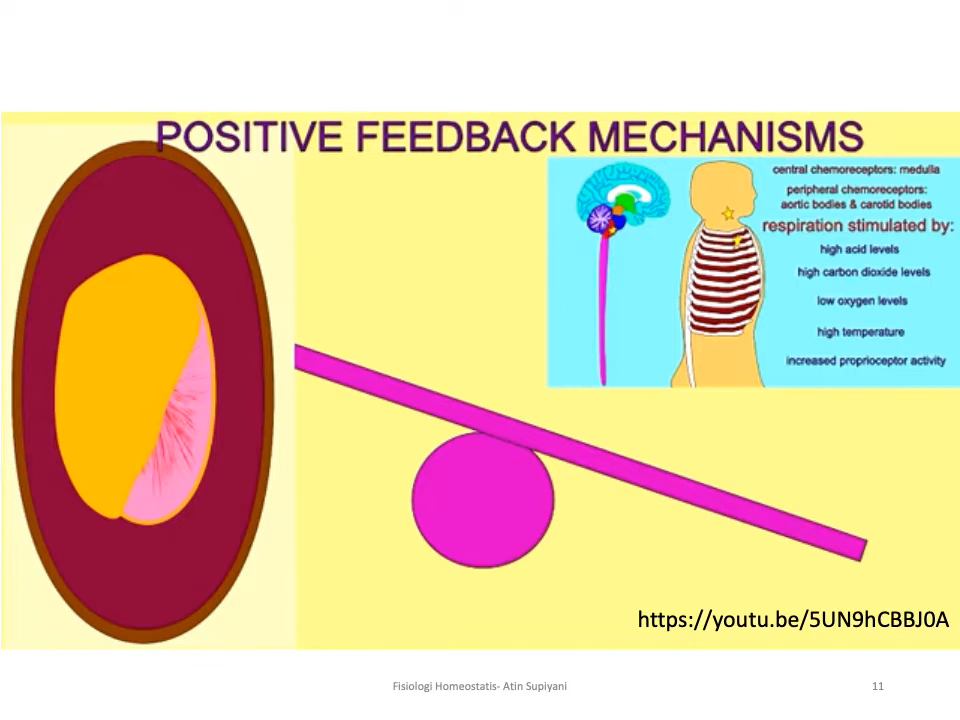 POSITIVE FEEDBACK MECHANISMS
central chemoreceptors: medulla
peripheral chemoreceptors:
aortic bodies & carotid bodies
respiration stimulated by:
high acid levels
high carbon dioxide levels
low oxygen levels
high temperature
increased proprioceptor activity
https://youtu.be/5UN9hCBBJ0A
Fisiologi Homeostatis- Atin Supiyani
11